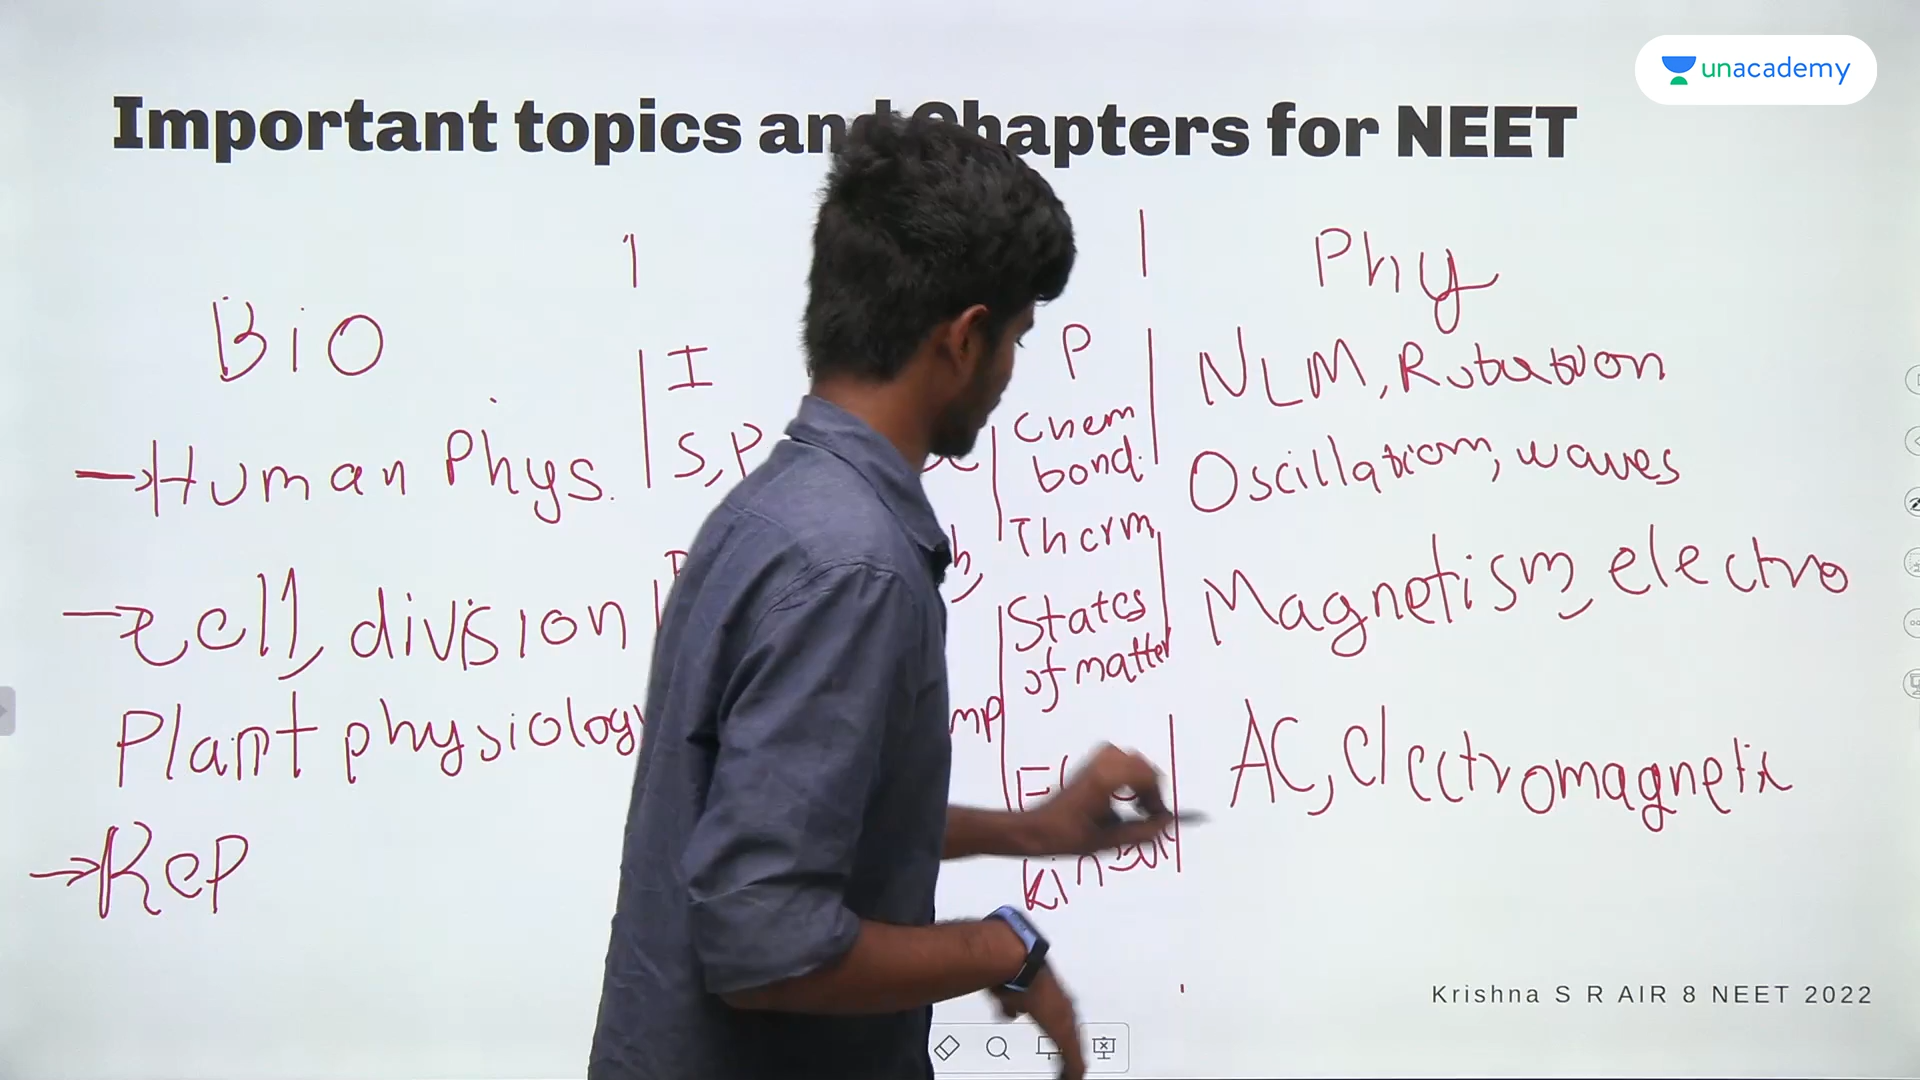 unacademy
Important topics and Chapters for NEET
Phy
BiO
I
P
NLM, Rotation
Chem
bond.
S, P
→ Human Phys.
Oscillation, waves
Therm
→ cell, division
States
of matter
Magnetism, electro
Plant physiology
AC, Electromagnetic
→ Rep
Krishna S R AIR 8 NEET 2022